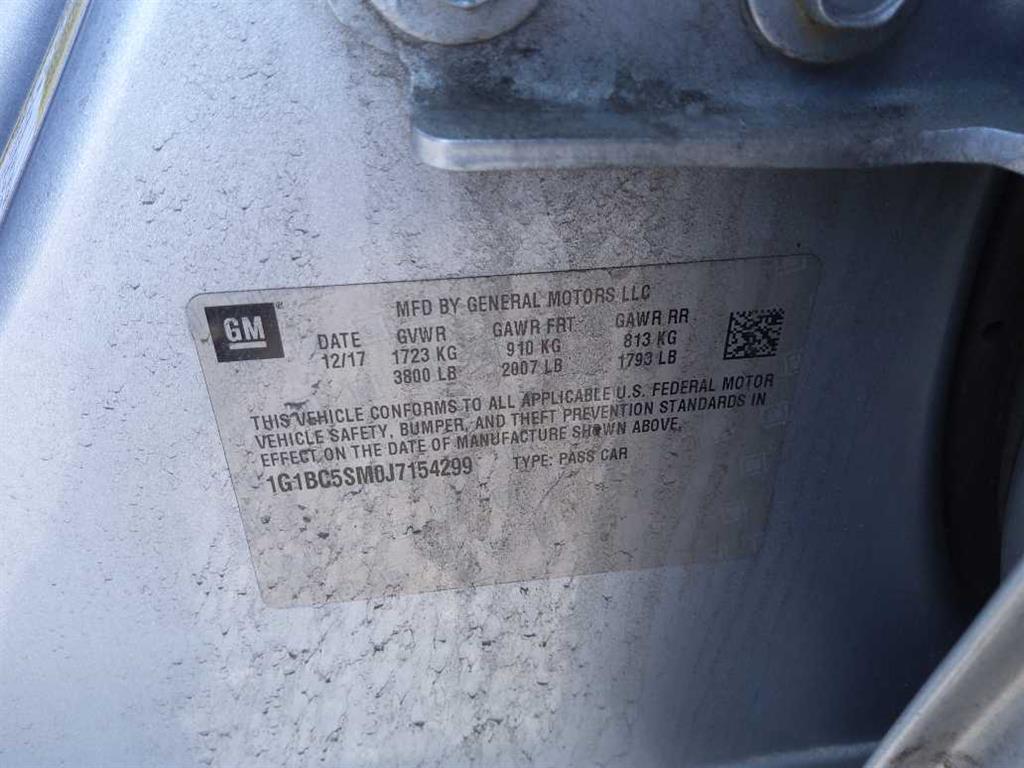 GM
MFD BY GENERAL MOTORS LLC
DATE GVWR GAWR FRT GAWR RR
12/17 1723 KG 910 KG 813 KG
3800 LB 2007 LB 1793 LB
THIS VEHICLE CONFORMS TO ALL APPLICABLE U.S. FEDERAL MOTOR
VEHICLE SAFETY, BUMPER, AND THEFT PREVENTION STANDARDS IN
EFFECT ON THE DATE OF MANUFACTURE SHOWN ABOVE.
1G1BC5SM0J7154299 TYPE: PASS CAR